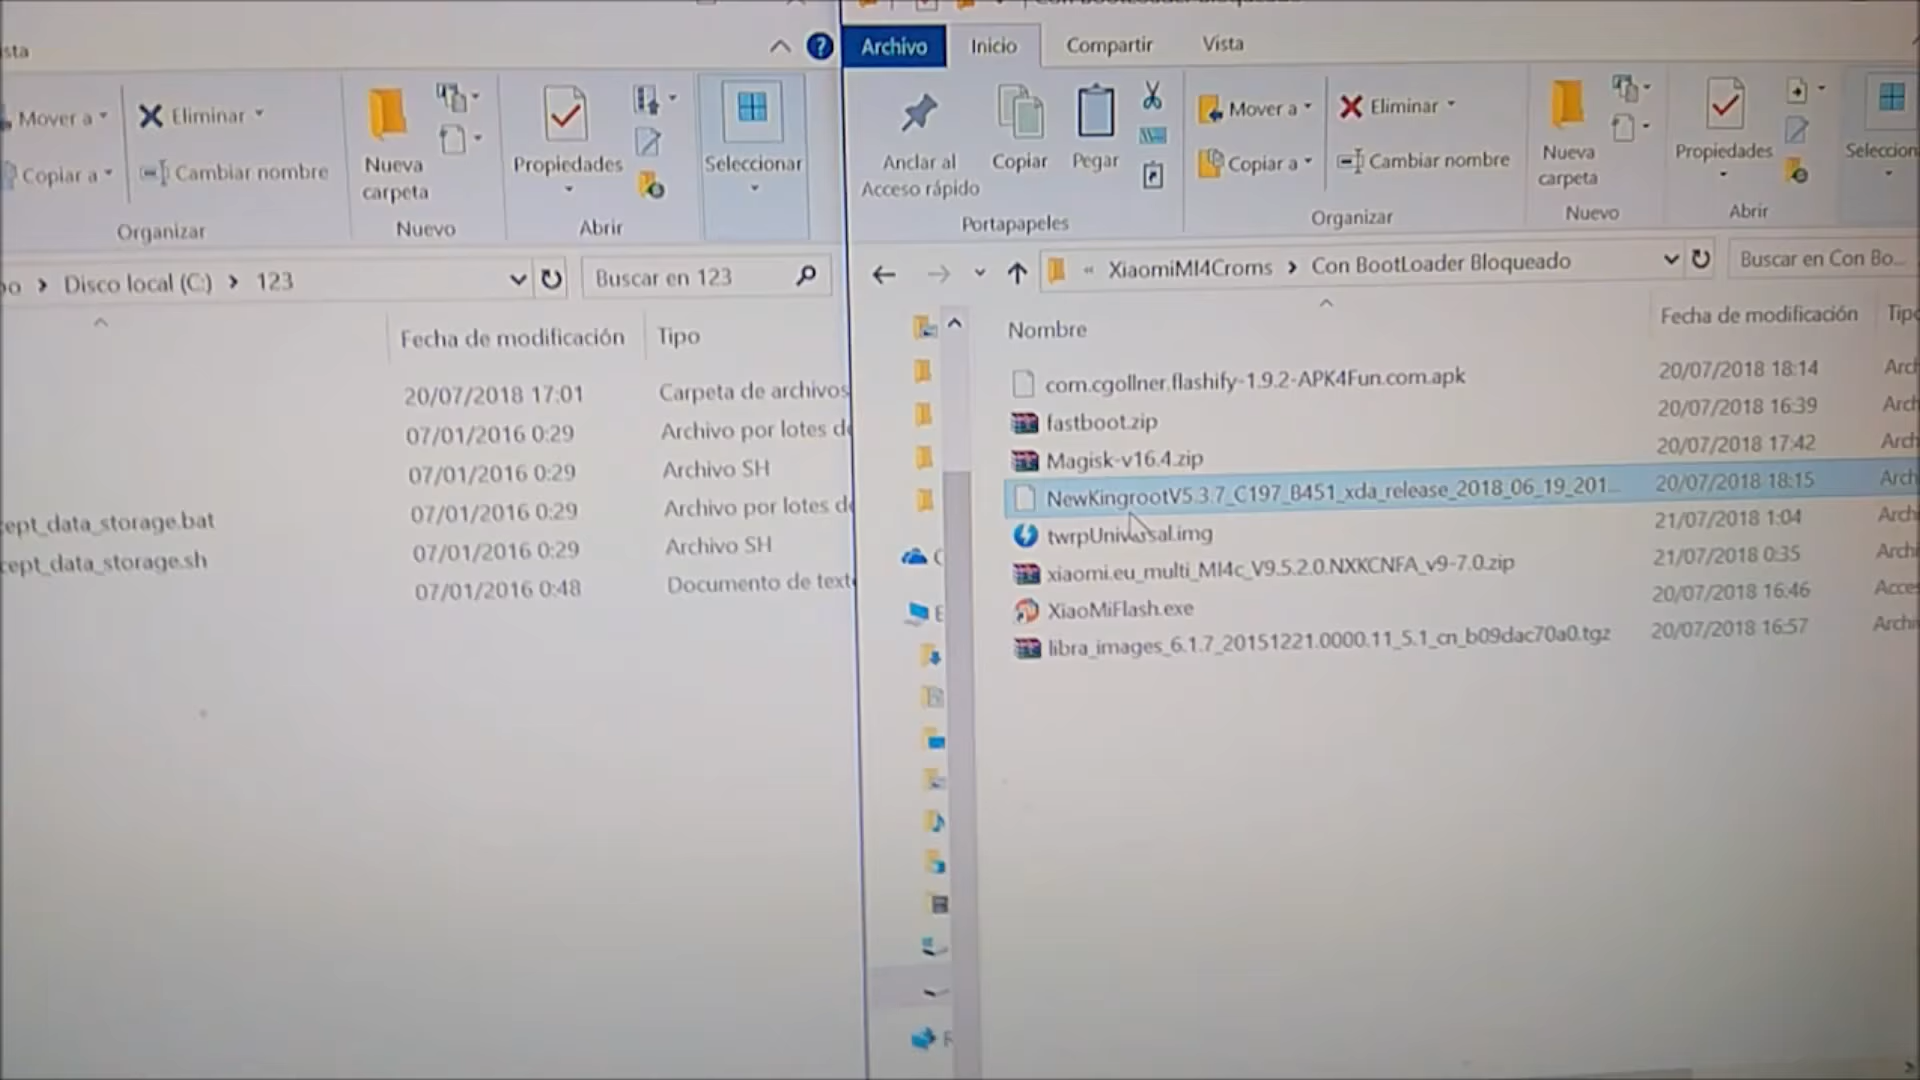 Archivo Inicio Compartir Vista
Mover a
Eliminar
Copiar a
Cambiar nombre
Organizar
Nueva carpeta
Nuevo
Propiedades
Abrir
Seleccionar
Disco local (C:) > 123
Buscar en 123
Fecha de modificación Tipo
20/07/2018 17:01 Carpeta de archivos
07/01/2016 0:29 Archivo por lotes d
07/01/2016 0:29 Archivo SH
07/01/2016 0:29 Archivo por lotes d
cept_data_storage.bat
07/01/2016 0:29 Archivo SH
cept_data_storage.sh
07/01/2016 0:48 Documento de text
Anclar al
Acceso rápido
Copiar
Pegar
Portapapeles
Mover a
Eliminar
Copiar a
Cambiar nombre
Organizar
Nueva
carpeta
Nuevo
Propiedades
Abrir
Seleccion
« XiaomiMI4Croms > Con BootLoader Bloqueado
Buscar en Con Bo...
Nombre Fecha de modificación Tipo
com.cgollner.flashify-1.9.2-APK4Fun.com.apk 20/07/2018 18:14 Arch
fastboot.zip 20/07/2018 16:39 Arch
Magisk-v16.4.zip 20/07/2018 17:42 Arch
NewKingrootV5.3.7_C197_B451_xda_release_2018_06_19_201... 20/07/2018 18:15 Arch
twrpUniversal.img 21/07/2018 1:04 Arch
xiaomi.eu_multi_MI4c_V9.5.2.0.NXKCNFA_v9-7.0.zip 21/07/2018 0:35 Arch
XiaoMiFlash.exe 20/07/2018 16:46 Acces
libra_images_6.1.7_20151221.0000.11_5.1_cn_b09dac70a0.tgz 20/07/2018 16:57 Archi